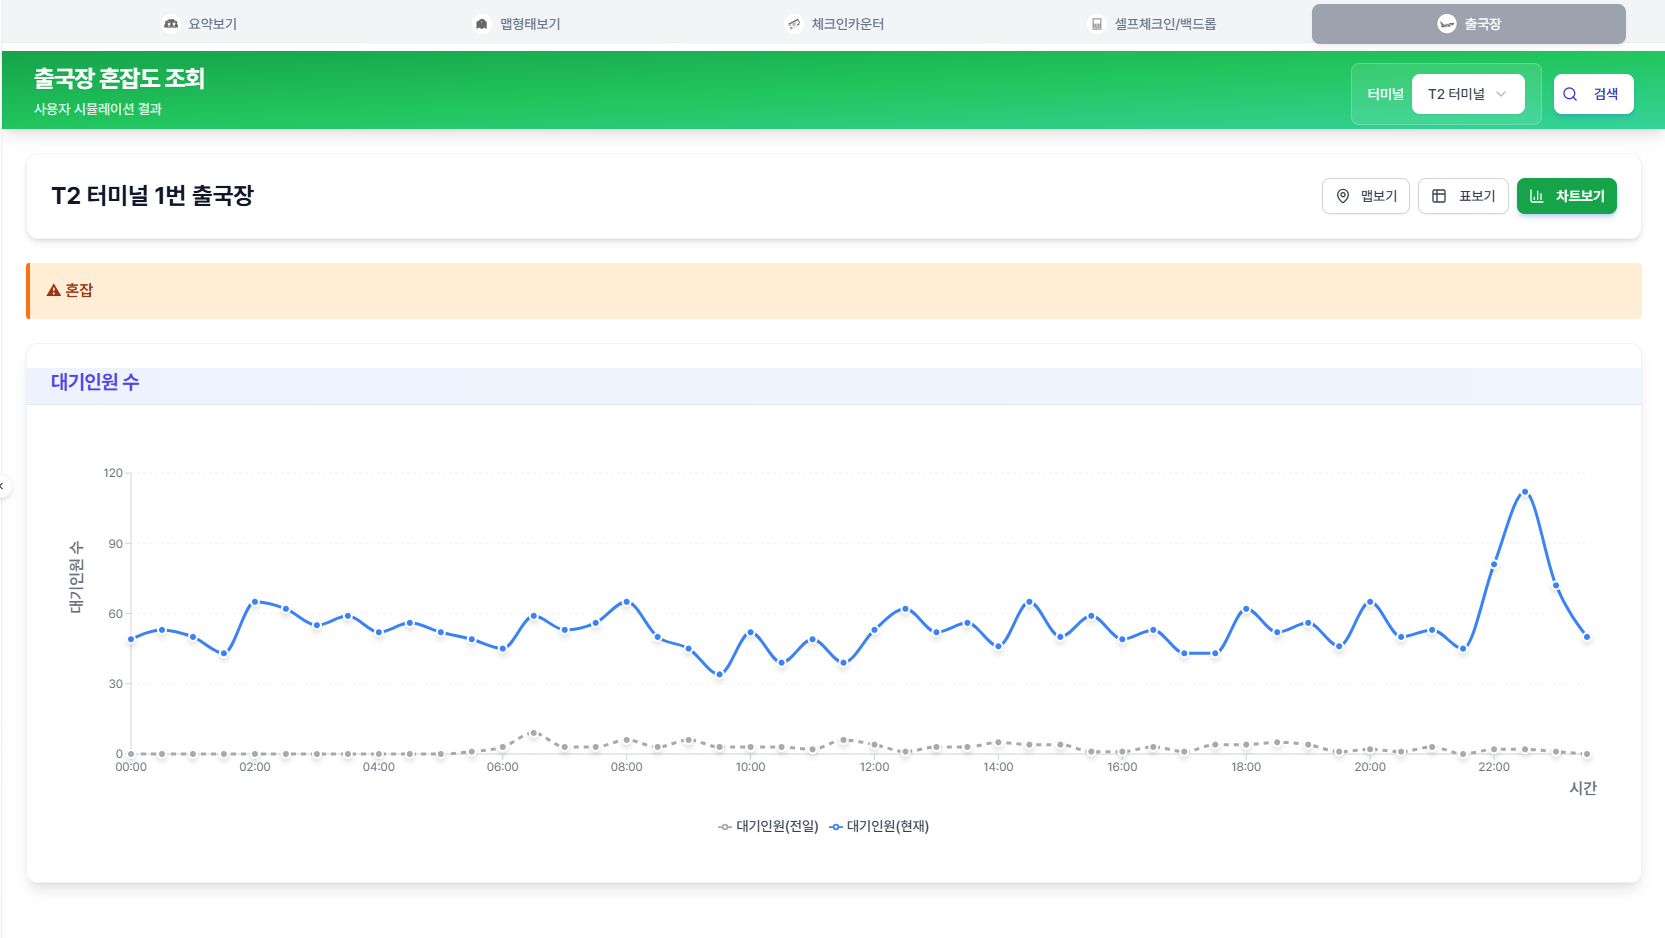 요약보기
맵형태보기
체크인카운터
셀프체크인/백드롭
출국장
출국장 혼잡도 조회
사용자 시뮬레이션 결과
터미널
T2 터미널
검색
T2 터미널 1번 출국장
맵보기
표보기
차트보기
혼잡
대기인원 수
대기인원 수
120
90
60
30
0
00:00
02:00
04:00
06:00
08:00
10:00
12:00
14:00
16:00
18:00
20:00
22:00
시간
대기인원(전일)
대기인원(현재)